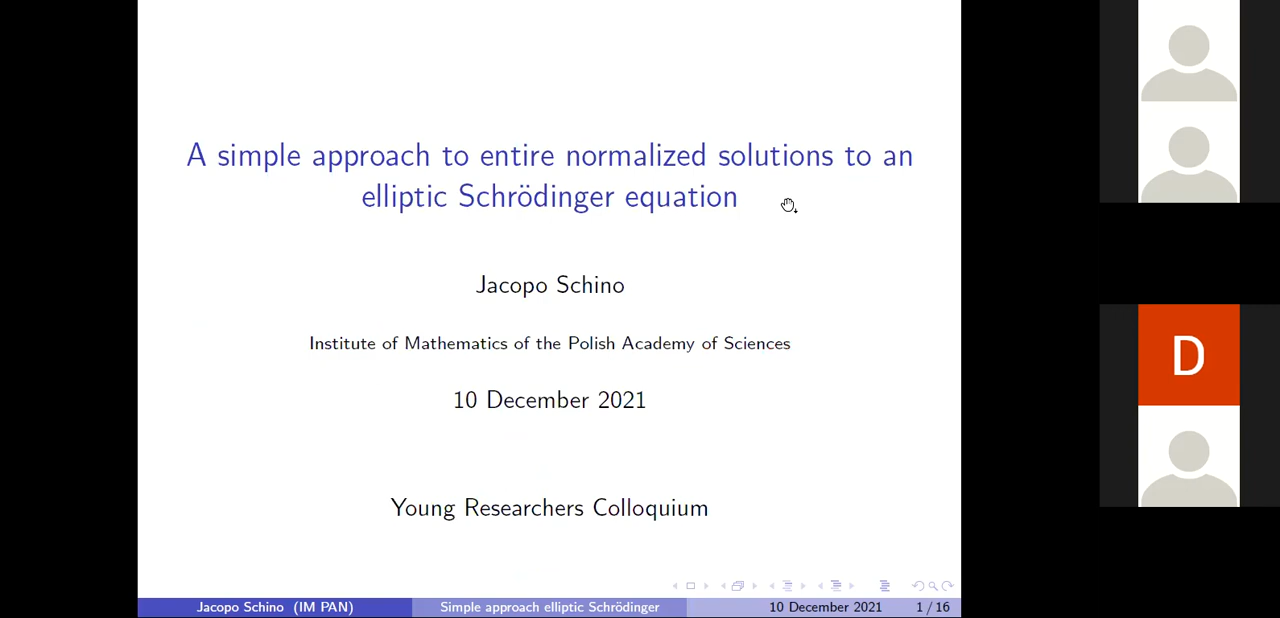 A simple approach to entire normalized solutions to an
elliptic Schrödinger equation
Jacopo Schino
Institute of Mathematics of the Polish Academy of Sciences
10 December 2021
Young Researchers Colloquium
Jacopo Schino (IM PAN) Simple approach elliptic Schrödinger 10 December 2021 1 / 16
D